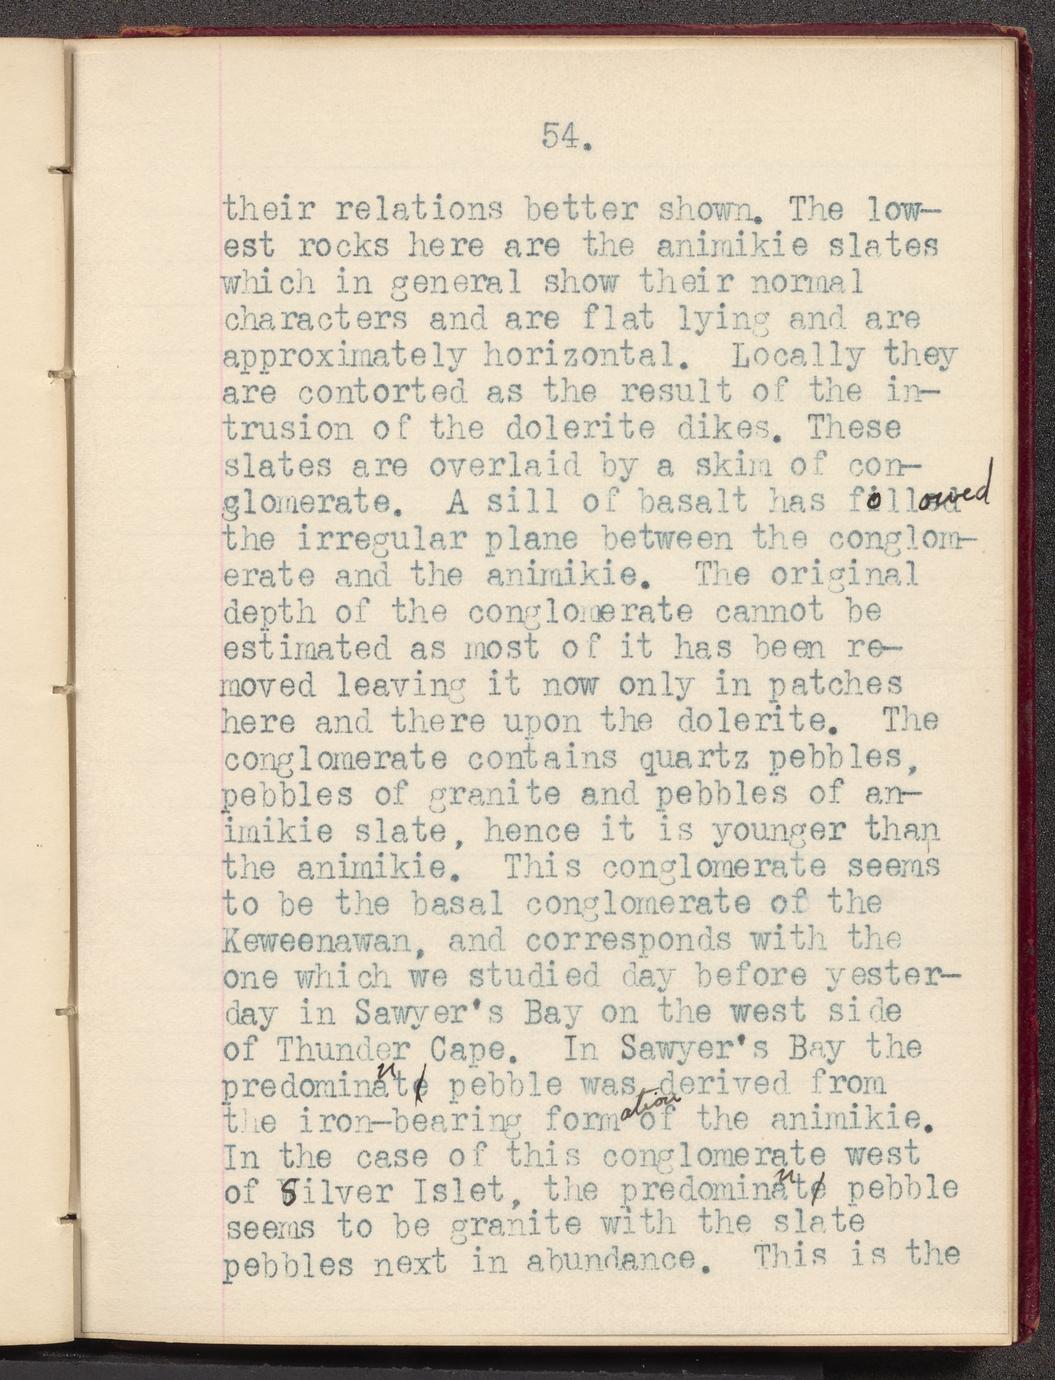 54.
their relations better shown. The low-
est rocks here are the animikie slates
which in general show their normal
characters and are flat lying and are
approximately horizontal. Locally they
are contorted as the result of the in-
trusion of the dolerite dikes. These
slates are overlaid by a skim of con-
glomerate. A sill of basalt has followed
the irregular plane between the conglom-
erate and the animikie. The original
depth of the conglomerate cannot be
estimated as most of it has been re-
moved leaving it now only in patches
here and there upon the dolerite. The
conglomerate contains quartz pebbles,
pebbles of granite and pebbles of an-
imikie slate, hence it is younger than
the animikie. This conglomerate seems
to be the basal conglomerate of the
Keweenawan, and corresponds with the
one which we studied day before yester-
day in Sawyer's Bay on the west side
of Thunder Cape. In Sawyer's Bay the
predominant pebble was derived from
the iron-bearing formation of the animikie.
In the case of this conglomerate west
of Silver Islet, the predominant pebble
seems to be granite with the slate
pebbles next in abundance. This is the